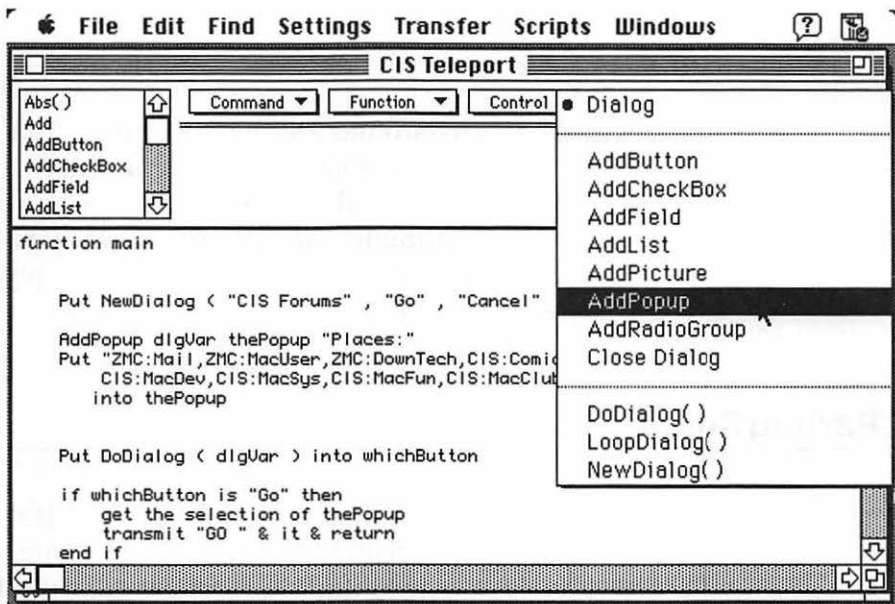 File Edit Find Settings Transfer Scripts Windows
CIS Teleport
Abs()
Add
AddButton
AddCheckBox
AddField
AddList
Command Function Control
Dialog
AddButton
AddCheckBox
AddField
AddList
AddPicture
AddPopup
AddRadioGroup
Close Dialog
DoDialog()
LoopDialog()
NewDialog()
function main
Put NewDialog ( "CIS Forums" , "Go" , "Cancel"
AddPopup dlgVar thePopup "Places:"
Put "ZMC:Mail,ZMC:MacUser,ZMC:DownTech,CIS:Comic
CIS:MacDev,CIS:MacSys,CIS:MacFun,CIS:MacClub
into thePopup
Put DoDialog ( dlgVar ) into whichButton
if whichButton is "Go" then
get the selection of thePopup
transmit "GO " & it & return
end if